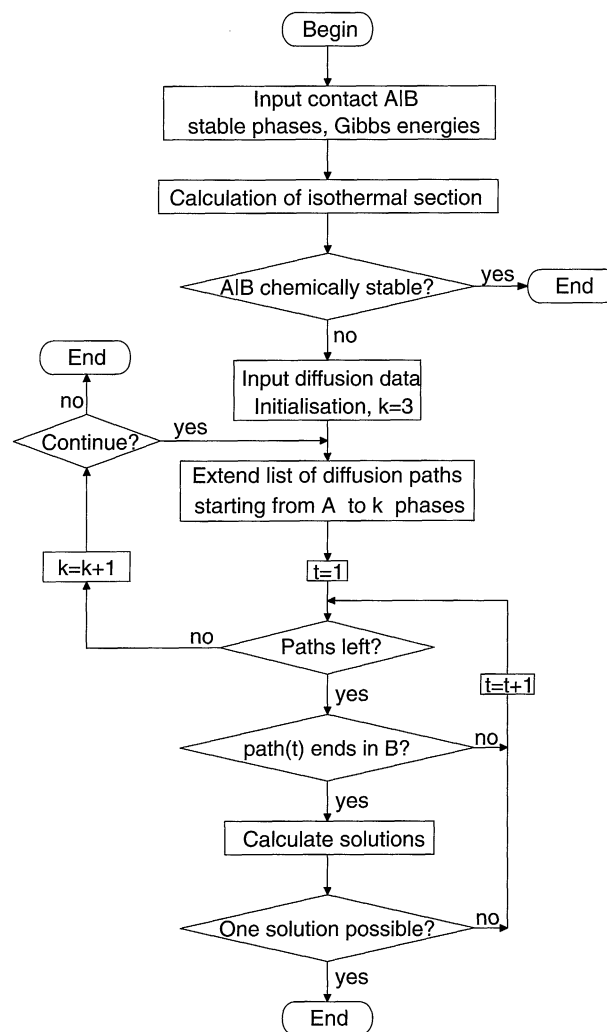 Begin
Input contact A|B
stable phases, Gibbs energies
Calculation of isothermal section
A|B chemically stable?
yes
End
no
End
Input diffusion data
Initialisation, k=3
no
Continue?
yes
Extend list of diffusion paths
starting from A to k phases
k=k+1
t=1
no
Paths left?
t=t+1
yes
path(t) ends in B?
no
yes
Calculate solutions
One solution possible?
no
yes
End